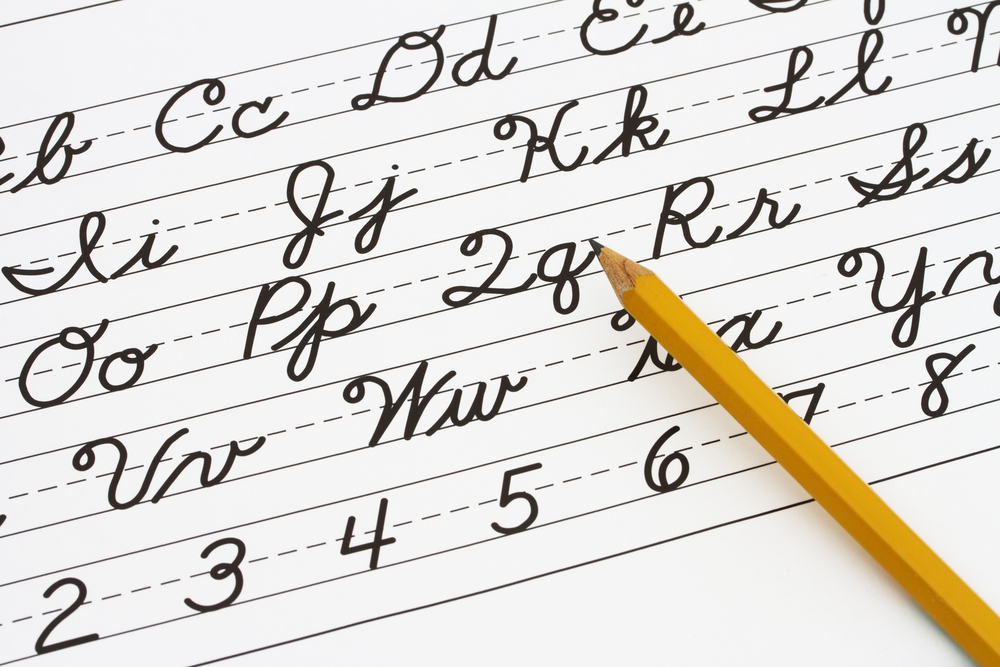 b Cc Dd Ee
Ii Jj Kk Ll
Oo Pp Qq Rr Ss
Vv Ww Xx Yy
2 3 4 5 6 7 8